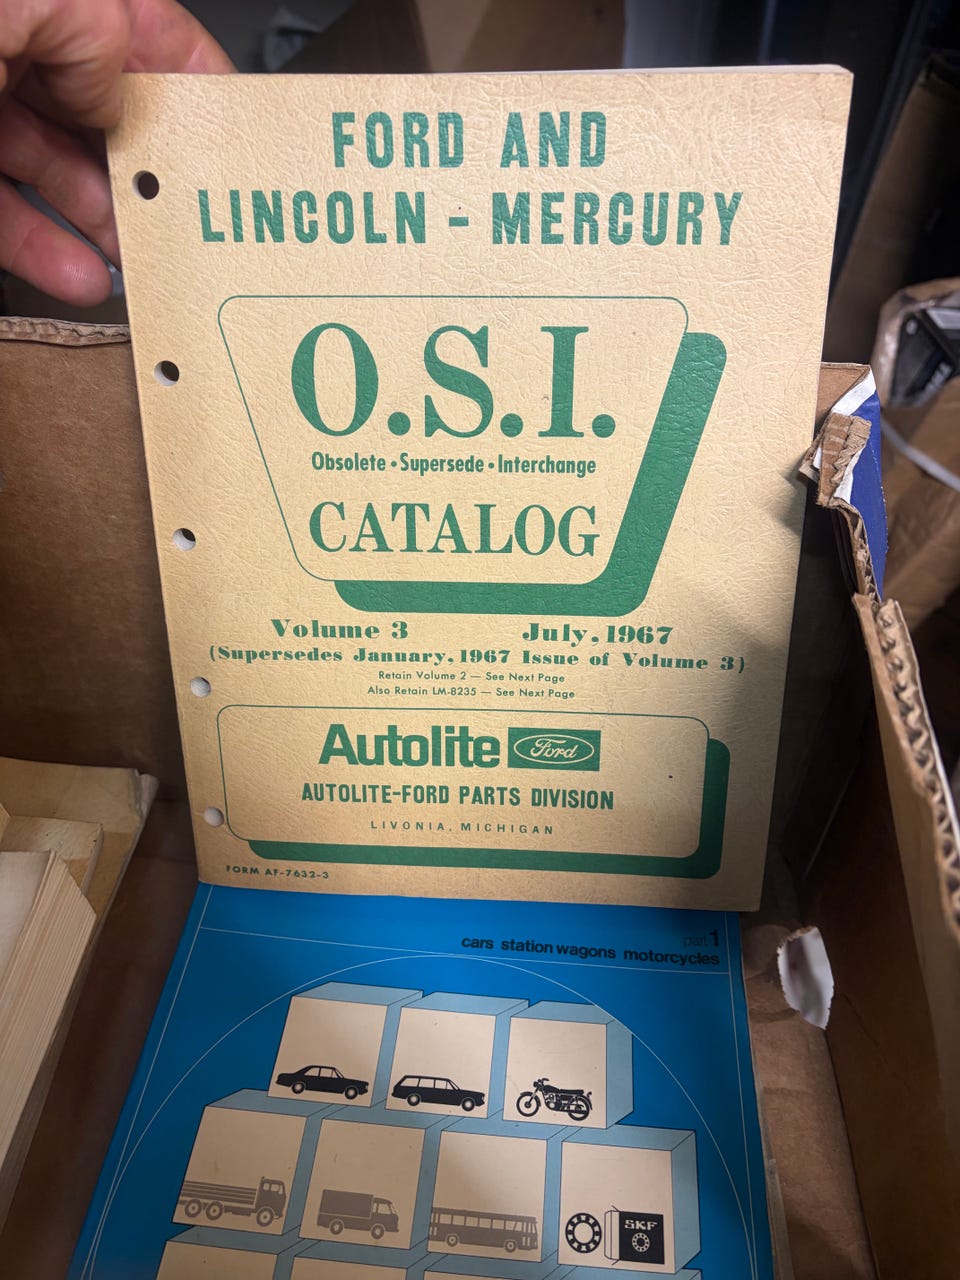 FORD AND
LINCOLN - MERCURY
O.S.I.
Obsolete • Supersede • Interchange
CATALOG
Volume 3 July, 1967
(Supersedes January, 1967 Issue of Volume 3)
Retain Volume 2 — See Next Page
Also Retain LM-8235 — See Next Page
Autolite Ford
AUTOLITE-FORD PARTS DIVISION
LIVONIA, MICHIGAN
FORM AF-7632-3
part 1
cars station wagons motorcycles
SKF